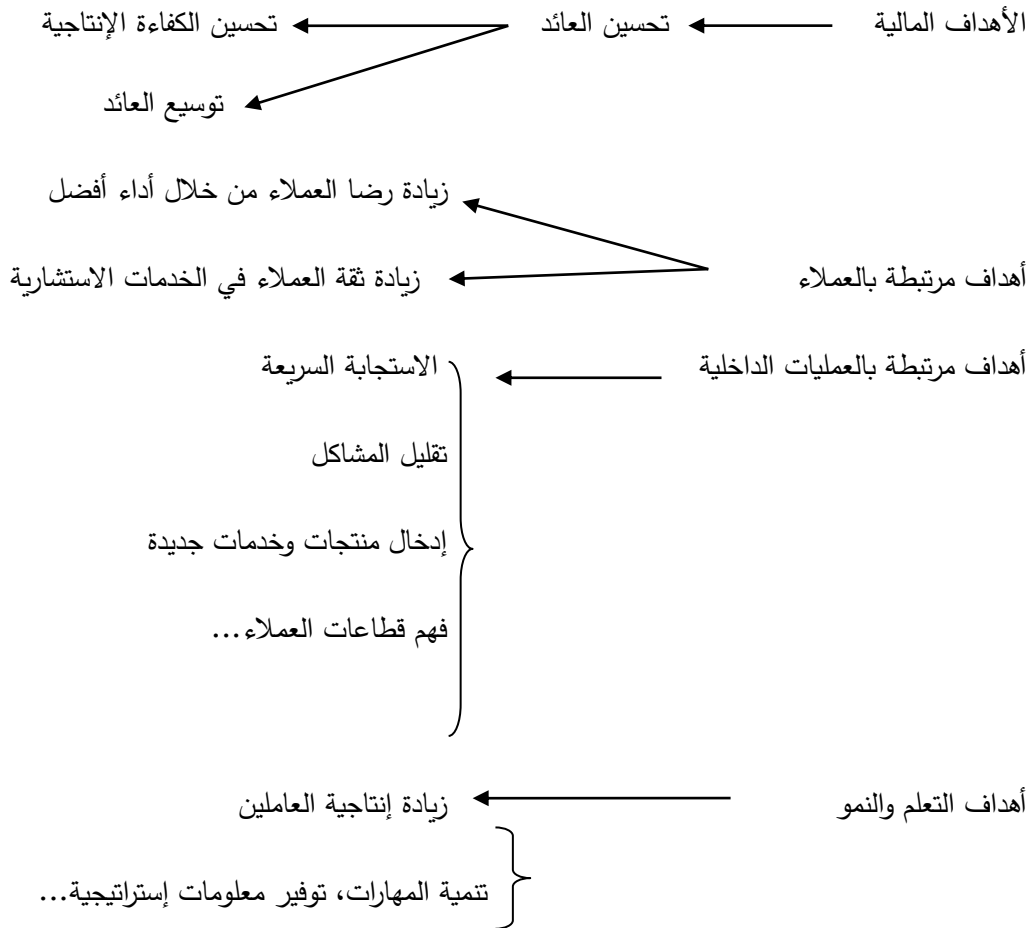 الأهداف المالية تحسين العائد تحسين الكفاءة الإنتاجية
توسيع العائد
زيادة رضا العملاء من خلال أداء أفضل
أهداف مرتبطة بالعملاء زيادة ثقة العملاء في الخدمات الاستشارية
أهداف مرتبطة بالعمليات الداخلية الاستجابة السريعة
تقليل المشاكل
إدخال منتجات وخدمات جديدة
فهم قطاعات العملاء...
أهداف التعلم والنمو زيادة إنتاجية العاملين
تنمية المهارات، توفير معلومات إستراتيجية...